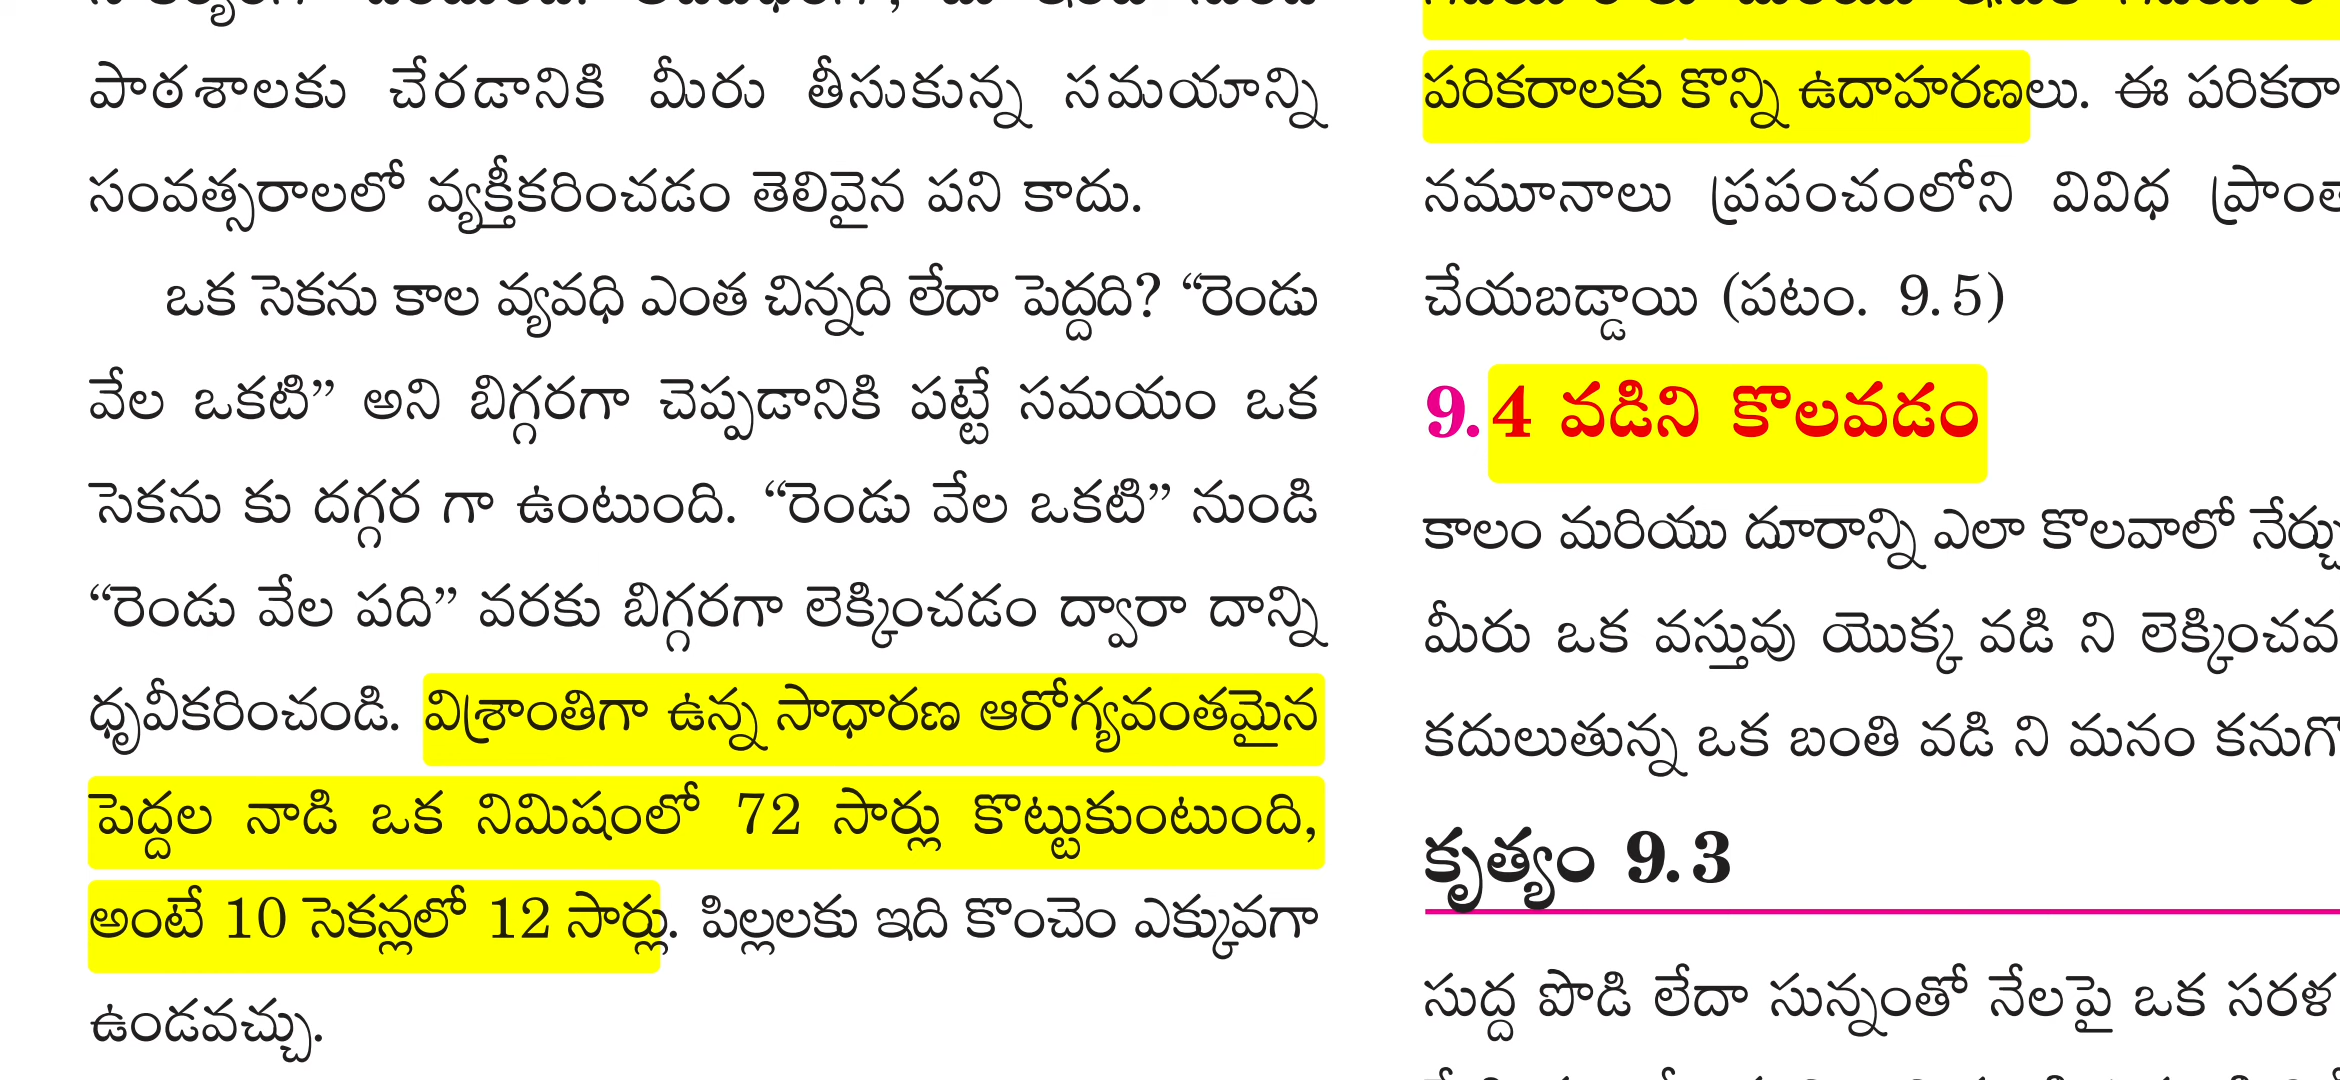 పాఠశాలకు చేరడానికి మీరు తీసుకున్న సమయాన్ని
సంవత్సరాలలో వ్యక్తీకరించడం తెలివైన పని కాదు.
ఒక సెకను కాల వ్యవధి ఎంత చిన్నది లేదా పెద్దది? “రెండు
వేల ఒకటి” అని బిగ్గరగా చెప్పడానికి పట్టే సమయం ఒక
సెకను కు దగ్గర గా ఉంటుంది. “రెండు వేల ఒకటి” నుండి
“రెండు వేల పది” వరకు బిగ్గరగా లెక్కించడం ద్వారా దాన్ని
ధృవీకరించండి. విశ్రాంతిగా ఉన్న సాధారణ ఆరోగ్యవంతమైన
పెద్దల నాడి ఒక నిమిషంలో 72 సార్లు కొట్టుకుంటుంది,
అంటే 10 సెకన్లలో 12 సార్లు. పిల్లలకు ఇది కొంచెం ఎక్కువగా
ఉండవచ్చు.
పరికరాలకు కొన్ని ఉదాహరణలు. ఈ పరికరా
నమూనాలు ప్రపంచంలోని వివిధ
చేయబడ్డాయి (పటం. 9.5)
9.4 వడిని కొలవడం
కాలం మరియు దూరాన్ని ఎలా కొలవాలో
మీరు ఒక వస్తువు యొక్క వడి ని లెక్కించవ
కదులుతున్న ఒక బంతి వడి ని మనం
కృత్యం 9.3
సుద్ద పొడి లేదా సున్నంతో నేలపై ఒక సరళ